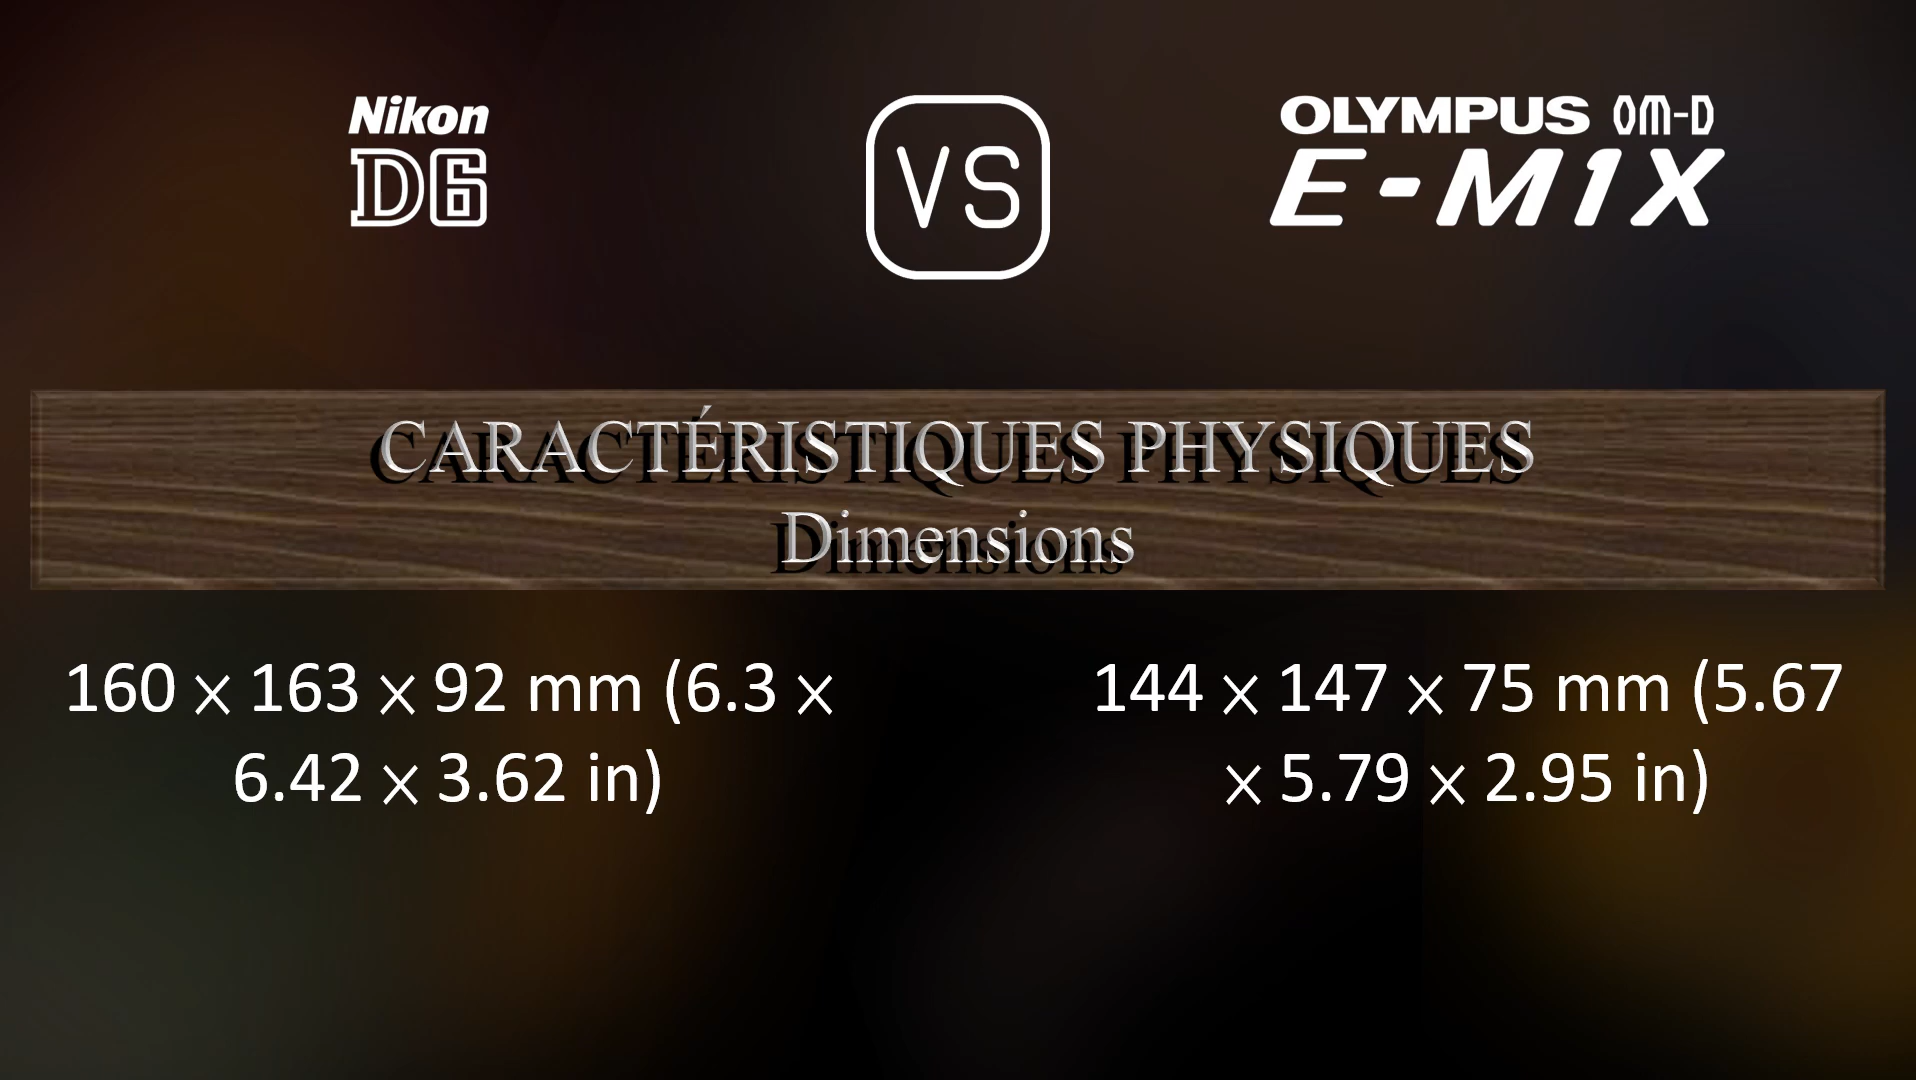 Nikon
D6
VS
OLYMPUS OM-D
E-M1X
CARACTÉRISTIQUES PHYSIQUES
Dimensions
160 x 163 x 92 mm (6.3 x
6.42 x 3.62 in)
144 x 147 x 75 mm (5.67
x 5.79 x 2.95 in)